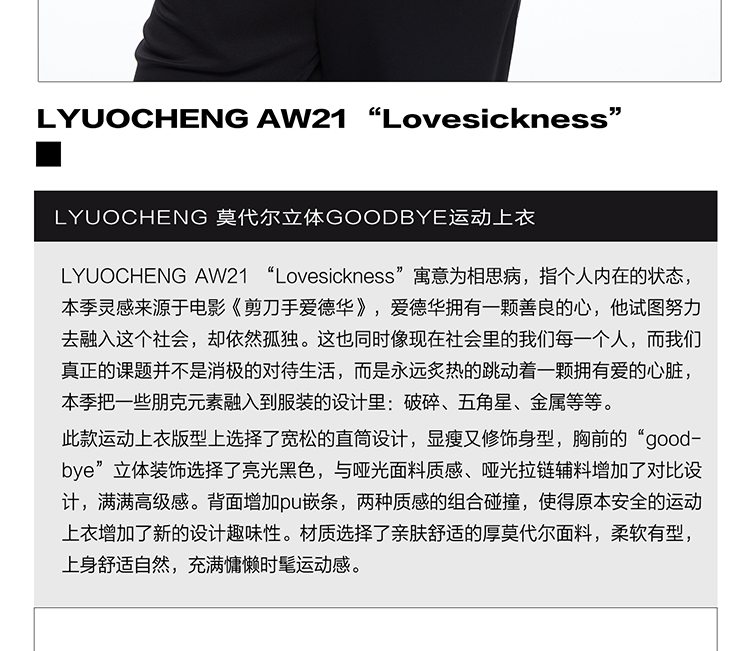 LYUOCHENG AW21 “Lovesickness”
LYUOCHENG 莫代尔立体GOODBYE运动上衣
LYUOCHENG AW21 “Lovesickness”寓意为相思病，指个人内在的状态，
本季灵感来源于电影《剪刀手爱德华》，爱德华拥有一颗善良的心，他试图努力
去融入这个社会，却依然孤独。这也同时像现在社会里的我们每一个人，而我们
真正的课题并不是消极的对待生活，而是永远炙热的跳动着一颗拥有爱的心脏，
本季把一些朋克元素融入到服装的设计里：破碎、五角星、金属等等。
此款运动上衣版型上选择了宽松的直筒设计，显瘦又修饰身型，胸前的“good-
bye”立体装饰选择了亮光黑色，与哑光面料质感、哑光拉链辅料增加了对比设
计，满满高级感。背面增加pu嵌条，两种质感的组合碰撞，使得原本安全的运动
上衣增加了新的设计趣味性。材质选择了亲肤舒适的厚莫代尔面料，柔软有型，
上身舒适自然，充满慵懒时髦运动感。